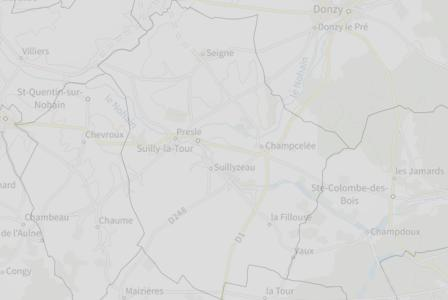 Donzy
Donzy le Pré
Villiers
Seigne
St-Quentin-sur-
Nohain
le Nohain
le Nohain
Chevroux
Presle
Suilly-la-Tour
Champcelée
Suillyzeau
les Jamards
Ste-Colombe-des-
Bois
nard
Chambeau
Chaume
D248
la Fillouse
de l'Aulne
D1
Champdoux
Vaux
Congy
Maizières
la Tour